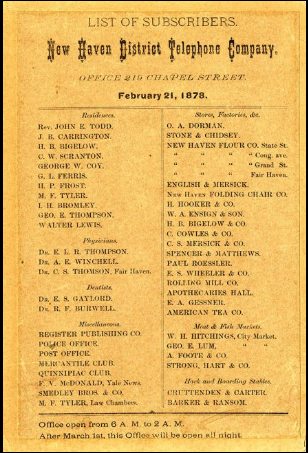 LIST OF SUBSCRIBERS.
New Haven District Telephone Company.
OFFICE 219 CHAPEL STREET.
February 21, 1878.
Residences.
Rev. JOHN E. TODD.
J. B. CARRINGTON.
H. B. BIGELOW.
C. W. SCRANTON.
GEORGE W. COY.
G. L. FERRIS.
H. P. FROST.
M. F. TYLER.
I. H. BROMLEY.
GEO. E. THOMPSON.
WALTER LEWIS.
Physicians.
Dr. E. L. R. THOMPSON.
Dr. A. E. WINCHELL.
Dr. C. S. THOMSON, Fair Haven.
Dentists.
Dr. E. S. GAYLORD.
Dr. R. F. BURWELL.
Miscellaneous.
REGISTER PUBLISHING CO.
POLICE OFFICE.
POST OFFICE.
MERCANTILE CLUB.
QUINNIPIAC CLUB.
F. V. McDONALD, Yale News.
SMEDLEY BROS. & CO.
M. F. TYLER, Law Chambers.
Stores, Factories, &c.
O. A. DORMAN.
STONE & CHIDSEY.
NEW HAVEN FLOUR CO. State St.
" " " " Cong. ave.
" " " " Grand St.
" " " " Fair Haven.
ENGLISH & MERSICK.
New Haven FOLDING CHAIR CO.
H. HOOKER & CO.
W. A. ENSIGN & SON.
H. B. BIGELOW & CO.
C. COWLES & CO.
C. S. MERSICK & CO.
SPENCER & MATTHEWS.
PAUL ROESSLER.
E. S. WHEELER & CO.
ROLLING MILL CO.
APOTHECARIES HALL.
E. A. GESSNER.
AMERICAN TEA CO.
Meat & Fish Markets.
W. H. HITCHINGS, City Market.
GEO. E. LUM, " "
A. FOOTE & CO.
STRONG, HART & CO.
Hack and Boarding Stables.
CRUTTENDEN & CARTER.
BARKER & RANSOM.
Office open from 6 A. M. to 2 A. M.
After March 1st, this Office will be open all night.